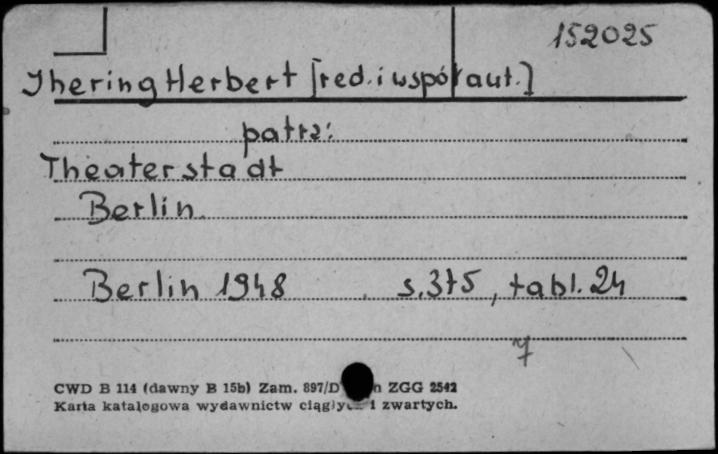 152025
Jhering Herbert [red. i współaut.]
patrz:
Theaterstadt
Berlin
Berlin 1948 s. 375, tabl. 24
7
CWD B 114 (dawny B 15b) Zam. 897/D ZGG 2542
Karta katalogowa wydawnictw ciągłych i zwartych.